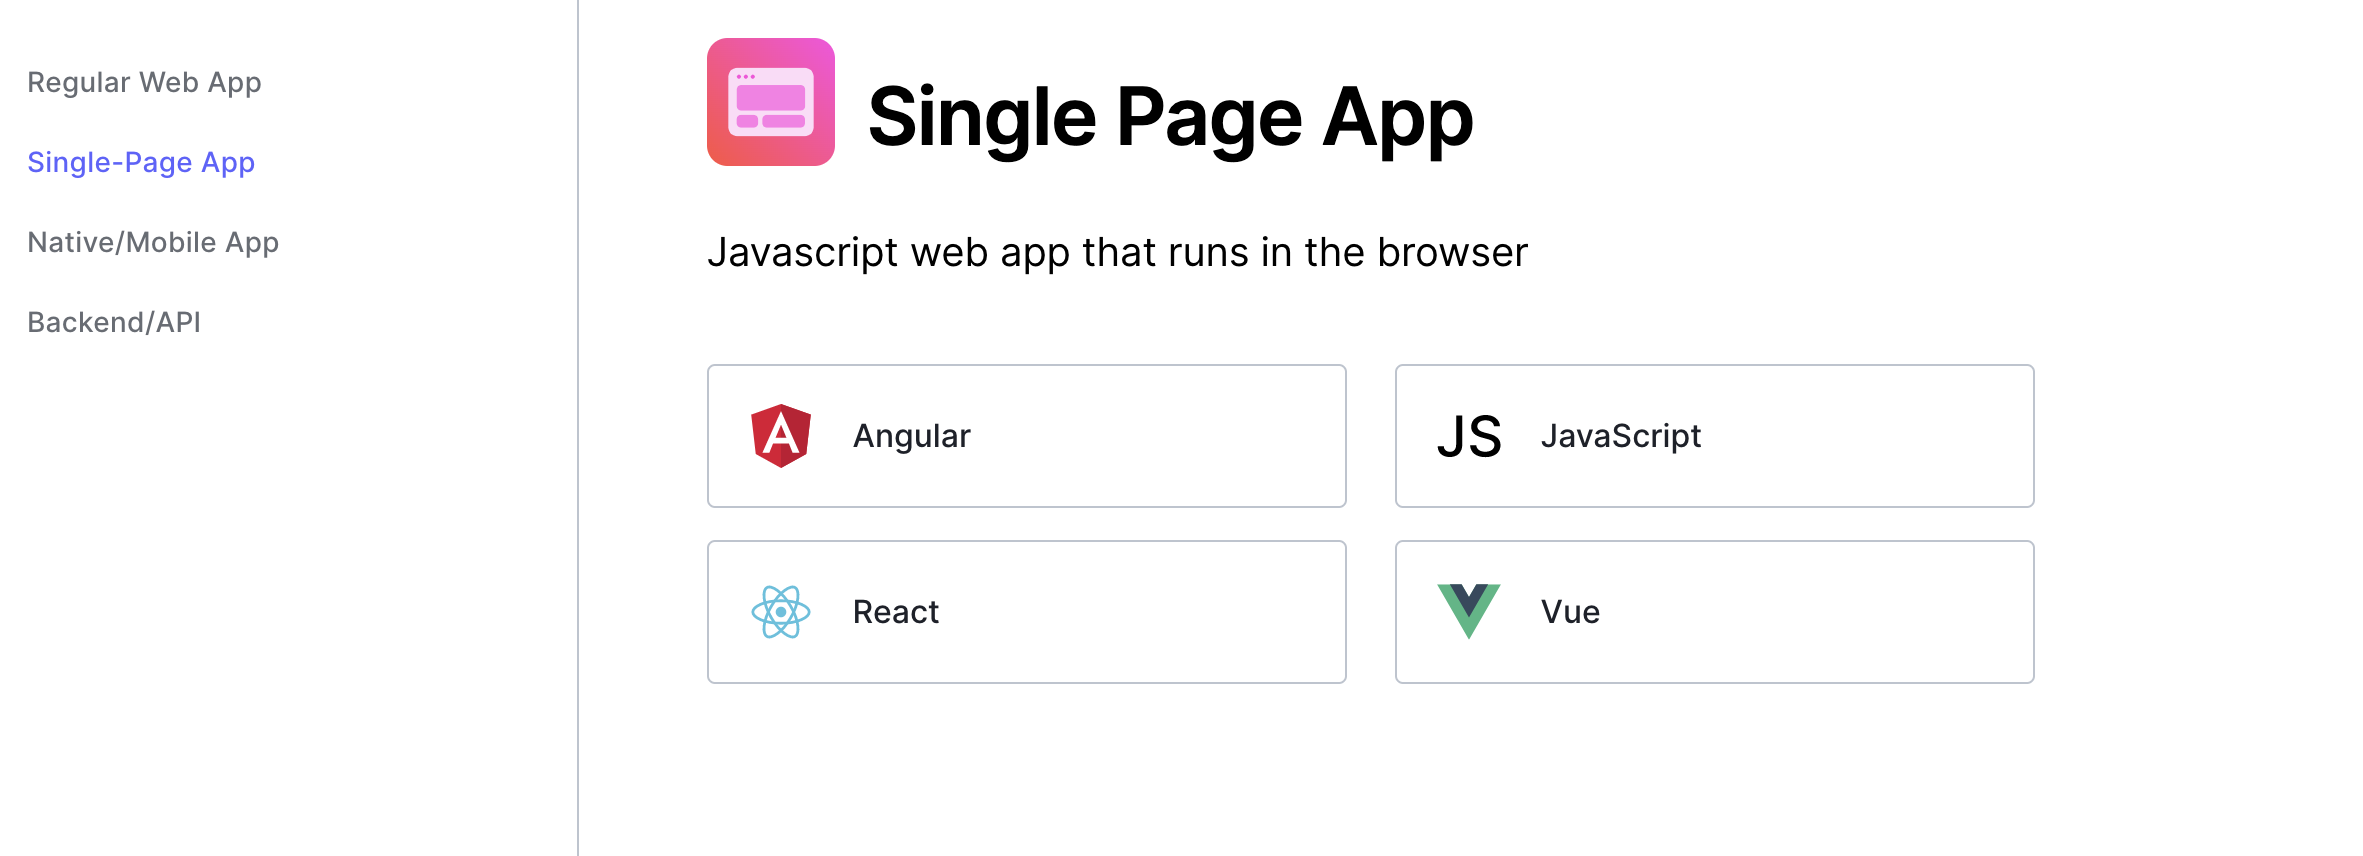 Regular Web App
Single-Page App
Native/Mobile App
Backend/API
Single Page App
Javascript web app that runs in the browser
Angular
JS JavaScript
React
Vue